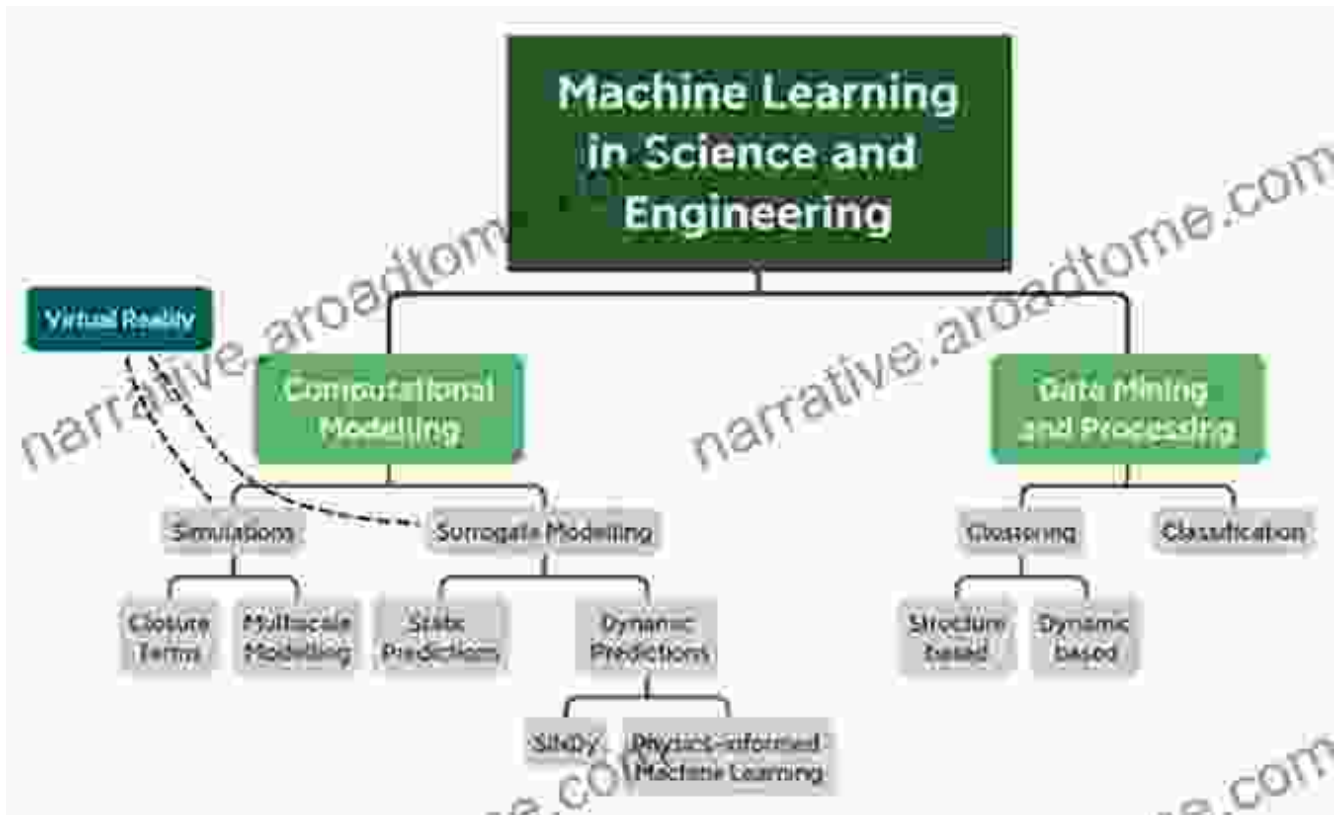 Machine Learning
in Science and
Engineering
Virtual Reality
Computational
Modelling
Data Mining
and Processing
Simulations
Surrogate Modelling
Clustering
Classification
Closure
Terms
Multiscale
Modelling
Static
Predictions
Dynamic
Predictions
Structure
based
Dynamic
based
SINDy
Physics-informed
Machine Learning
narrative.aroadtome.com
narrative.aroadtome.com
e.com
e.com